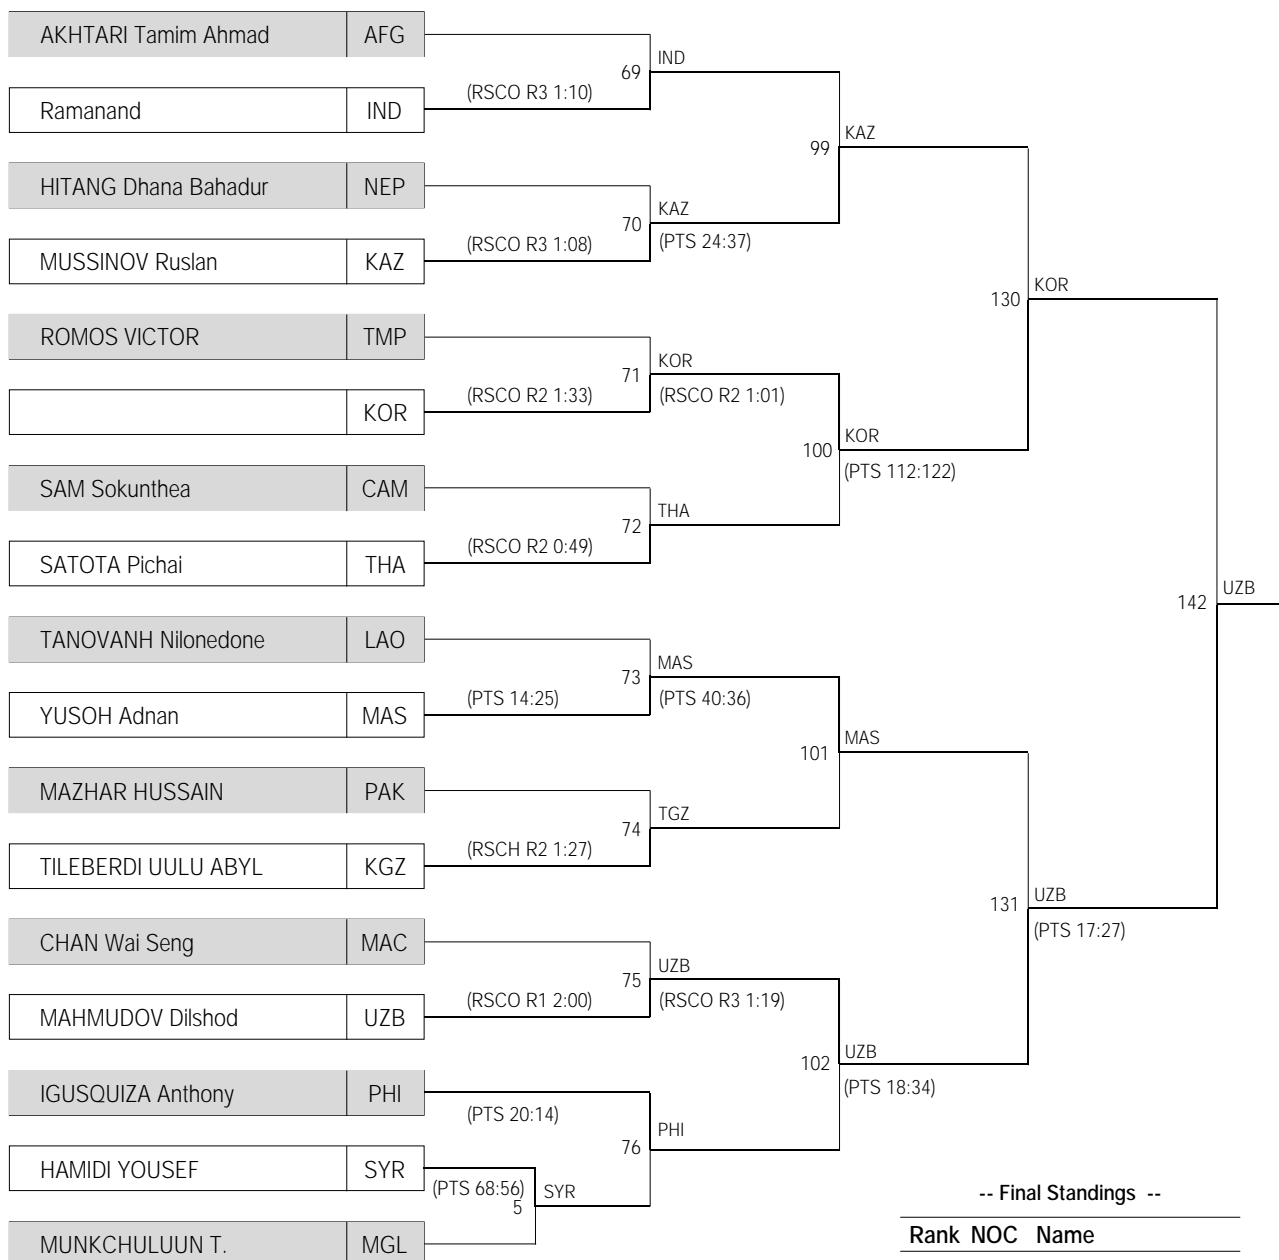 AKHTARI Tamim Ahmad AFG
69 IND
(RSCO R3 1:10)
Ramanand IND
99 KAZ
HITANG Dhana Bahadur NEP
70 KAZ
(RSCO R3 1:08) (PTS 24:37)
MUSSINOV Ruslan KAZ
130 KOR
ROMOS VICTOR TMP
71 KOR
(RSCO R2 1:33) (RSCO R2 1:01)
KOR
100 KOR
(PTS 112:122)
SAM Sokunthea CAM
72 THA
(RSCO R2 0:49)
SATOTA Pichai THA
142 UZB
TANOVANH Nilonedone LAO
73 MAS
(PTS 14:25) (PTS 40:36)
YUSOH Adnan MAS
101 MAS
MAZHAR HUSSAIN PAK
74 TGZ
(RSCH R2 1:27)
TILEBERDI UULU ABYL KGZ
131 UZB
(PTS 17:27)
CHAN Wai Seng MAC
75 UZB
(RSCO R1 2:00) (RSCO R3 1:19)
MAHMUDOV Dilshod UZB
102 UZB
(PTS 18:34)
IGUSQUIZA Anthony PHI
(PTS 20:14)
76 PHI
HAMIDI YOUSEF SYR
(PTS 68:56)
5 SYR
MUNKCHULUUN T. MGL
-- Final Standings --
Rank NOC Name